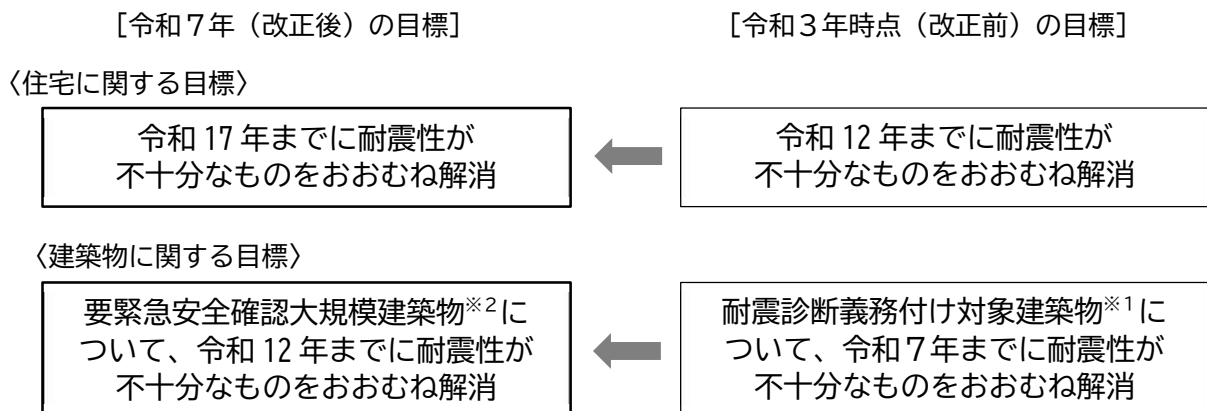 ［令和７年（改正後）の目標］
［令和３年時点（改正前）の目標］
〈住宅に関する目標〉
令和 17 年までに耐震性が
不十分なものをおおむね解消
令和 12 年までに耐震性が
不十分なものをおおむね解消
〈建築物に関する目標〉
要緊急安全確認大規模建築物※2に
ついて、令和 12 年までに耐震性が
不十分なものをおおむね解消
耐震診断義務付け対象建築物※1に
ついて、令和７年までに耐震性が
不十分なものをおおむね解消